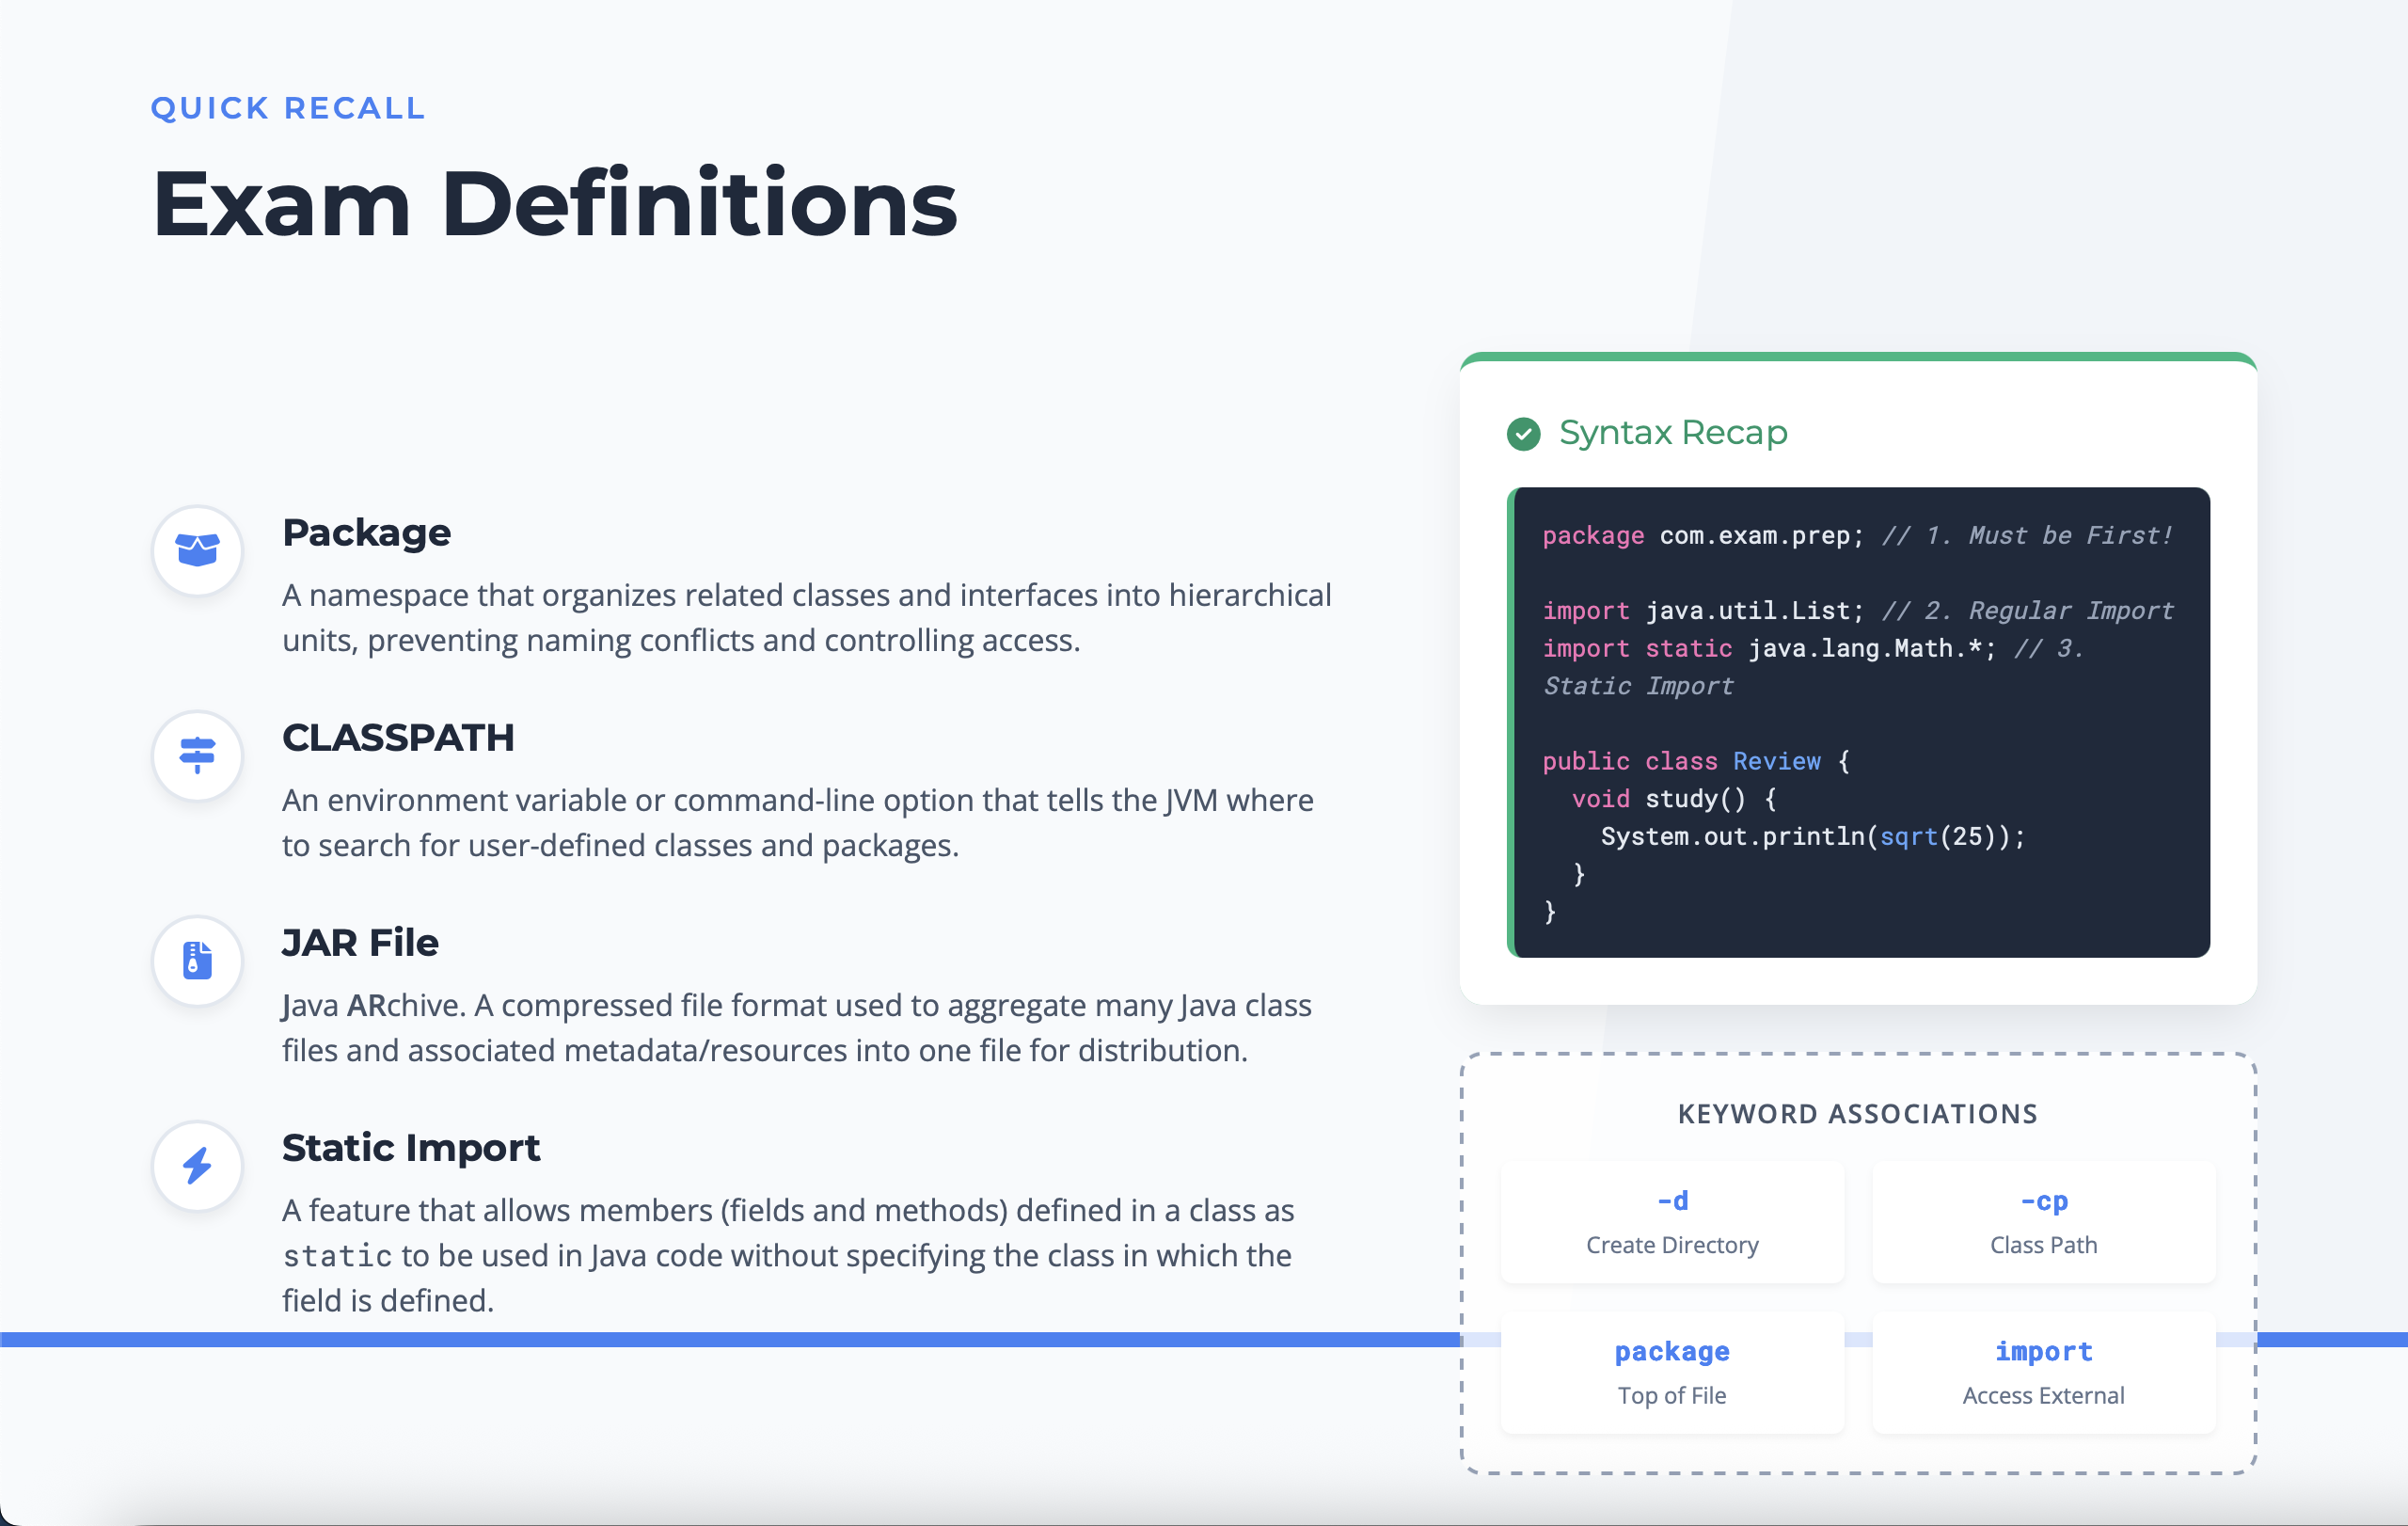 QUICK RECALL
Exam Definitions
Package
A namespace that organizes related classes and interfaces into hierarchical
units, preventing naming conflicts and controlling access.
CLASSPATH
An environment variable or command-line option that tells the JVM where
to search for user-defined classes and packages.
JAR File
Java ARchive. A compressed file format used to aggregate many Java class
files and associated metadata/resources into one file for distribution.
Static Import
A feature that allows members (fields and methods) defined in a class as
static to be used in Java code without specifying the class in which the
field is defined.
Syntax Recap
package com.exam.prep; // 1. Must be First!
import java.util.List; // 2. Regular Import
import static java.lang.Math.*; // 3.
Static Import
public class Review {
  void study() {
    System.out.println(sqrt(25));
  }
}
KEYWORD ASSOCIATIONS
-d
Create Directory
-cp
Class Path
package
Top of File
import
Access External